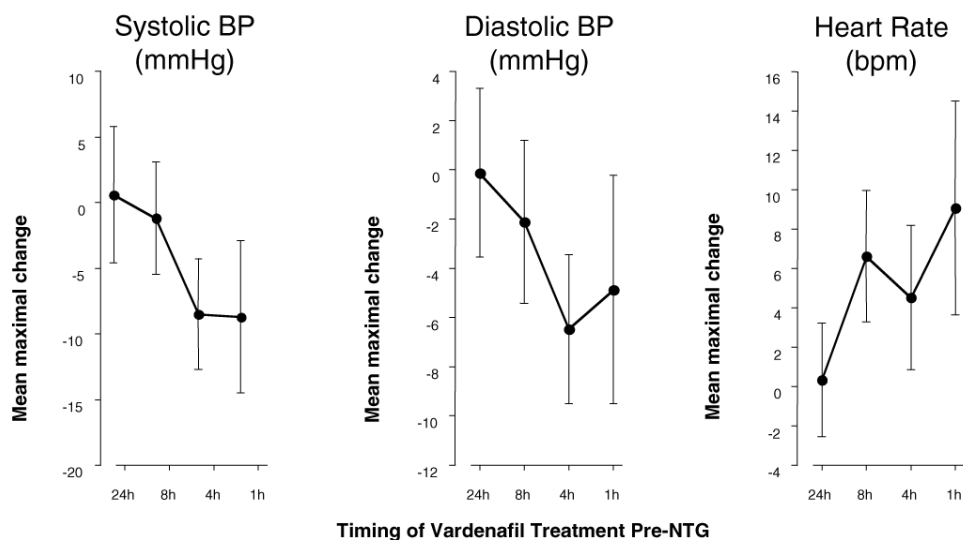 Systolic BP
(mmHg)
10
5
0
-5
-10
-15
-20
Mean maximal change
24h 8h 4h 1h
Diastolic BP
(mmHg)
4
2
0
-2
-4
-6
-8
-10
-12
Mean maximal change
24h 8h 4h 1h
Heart Rate
(bpm)
16
14
12
10
8
6
4
2
0
-2
-4
Mean maximal change
24h 8h 4h 1h
Timing of Vardenafil Treatment Pre-NTG